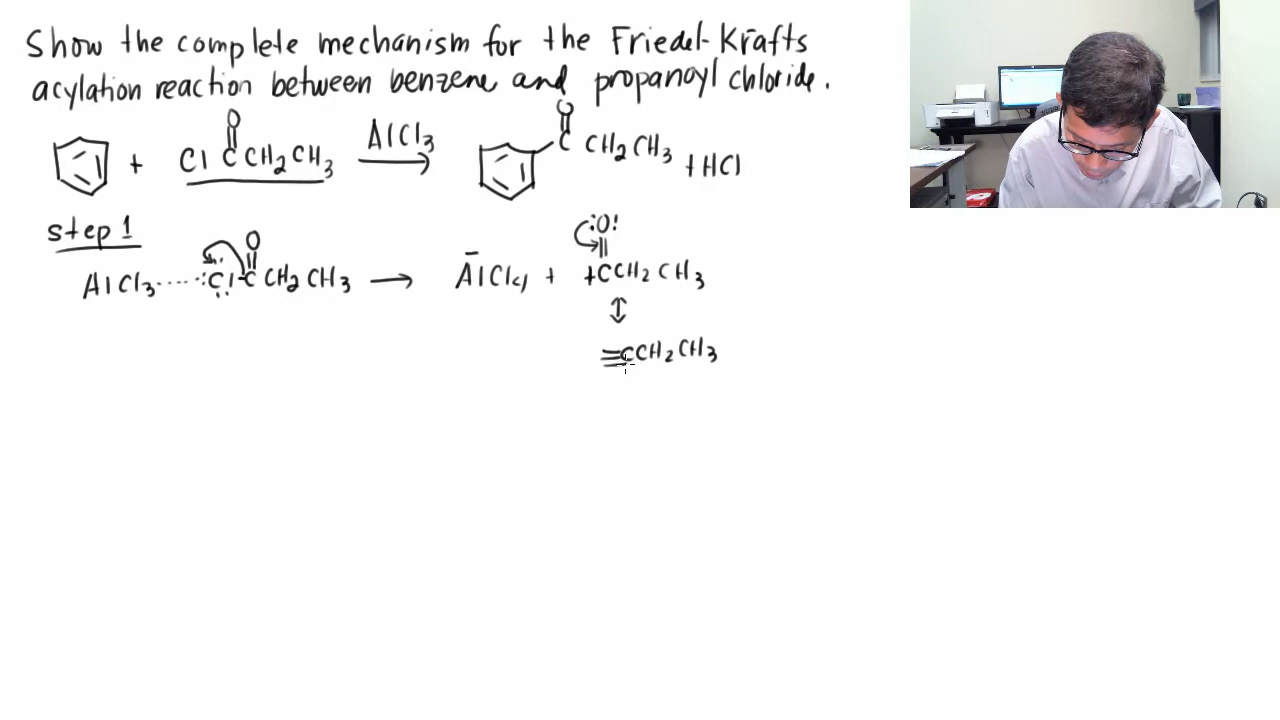 Show the complete mechanism for the Friedel-Krafts
acylation reaction between benzene and propanoyl chloride.
O
O
+ Cl C CH2CH3 AlCl3 C CH2CH3 + HCl
step 1
O :O:
AlCl3 ..... :Cl-C CH2CH3 → ĀlCl4 + +CCH2CH3
↕
≡CCH2CH3